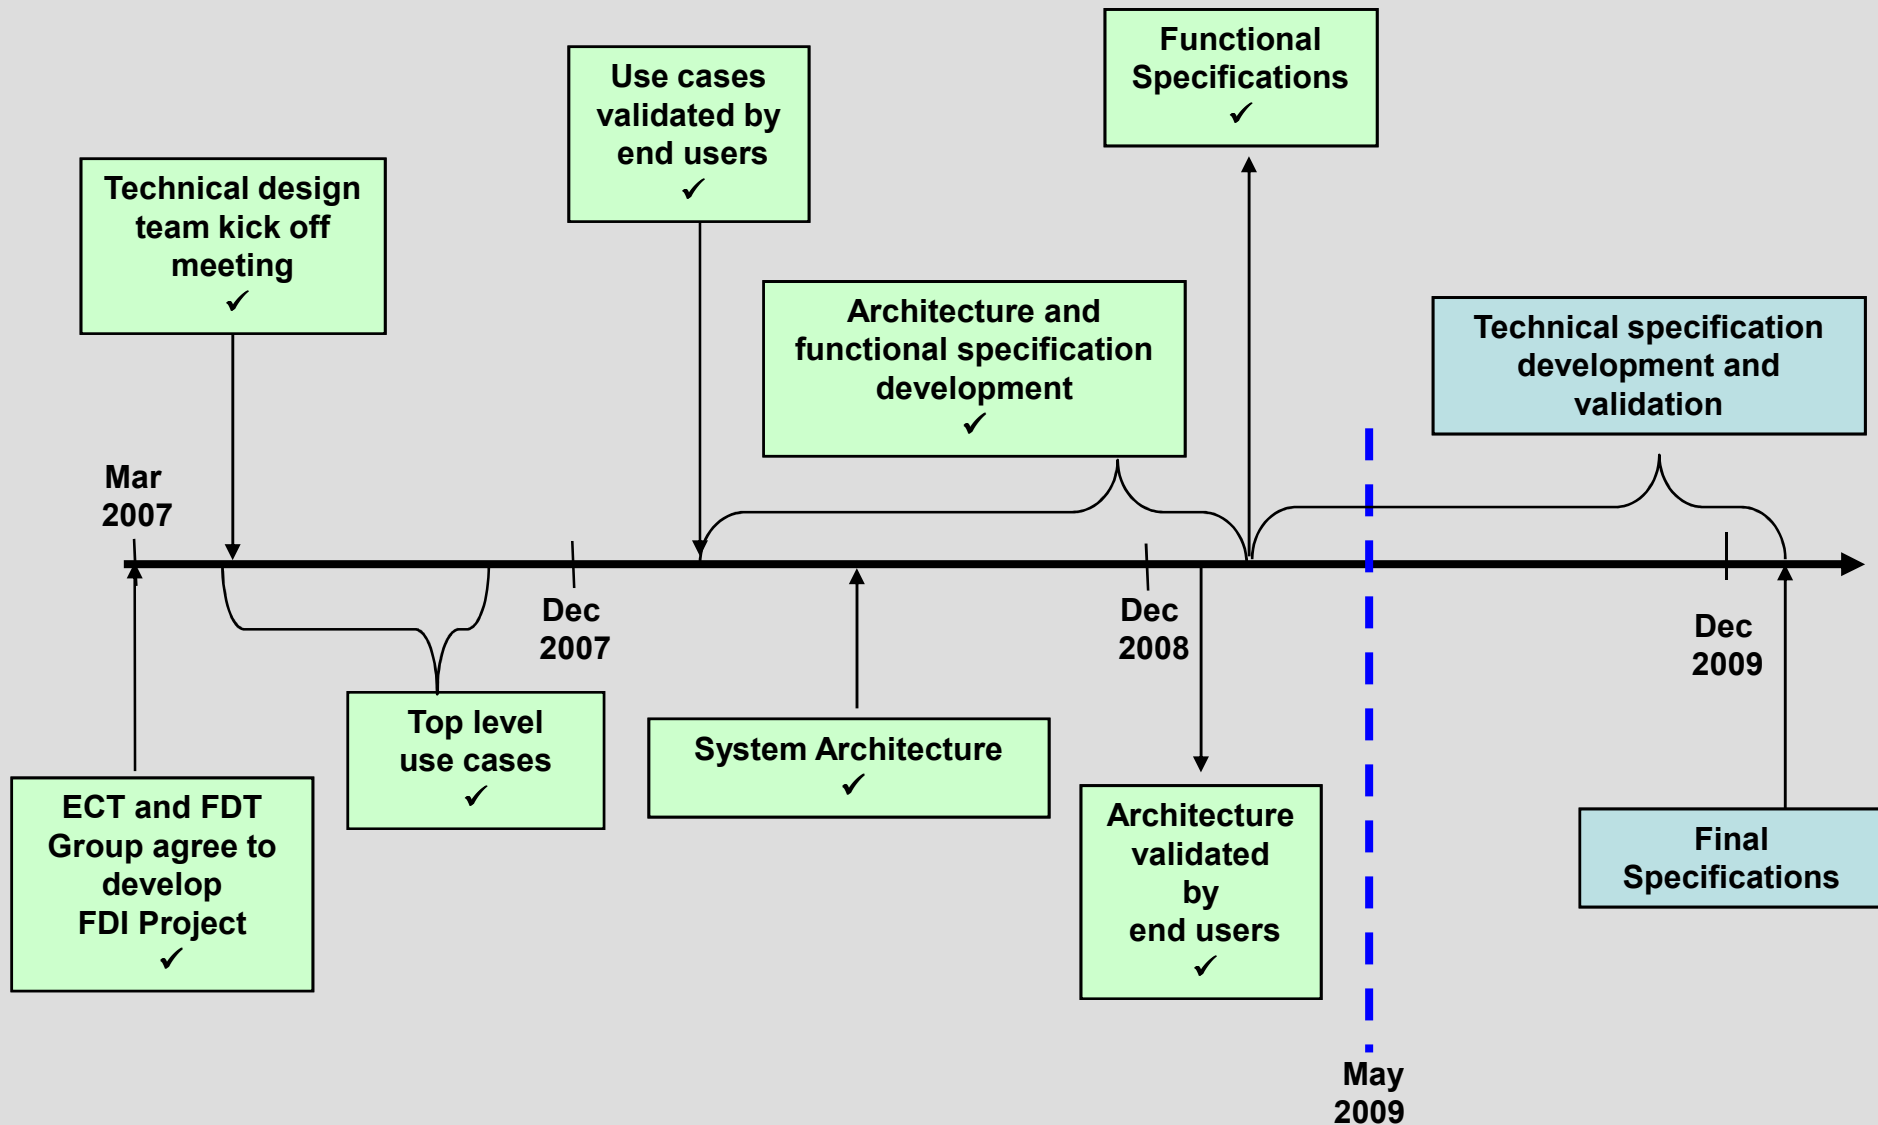 Functional
Specifications
✓
Use cases
validated by
end users
✓
Technical design
team kick off
meeting
✓
Architecture and
functional specification
development
✓
Technical specification
development and
validation
Mar
2007
Dec
2007
Dec
2008
Dec
2009
Top level
use cases
✓
System Architecture
✓
ECT and FDT
Group agree to
develop
FDI Project
✓
Architecture
validated
by
end users
✓
Final
Specifications
May
2009